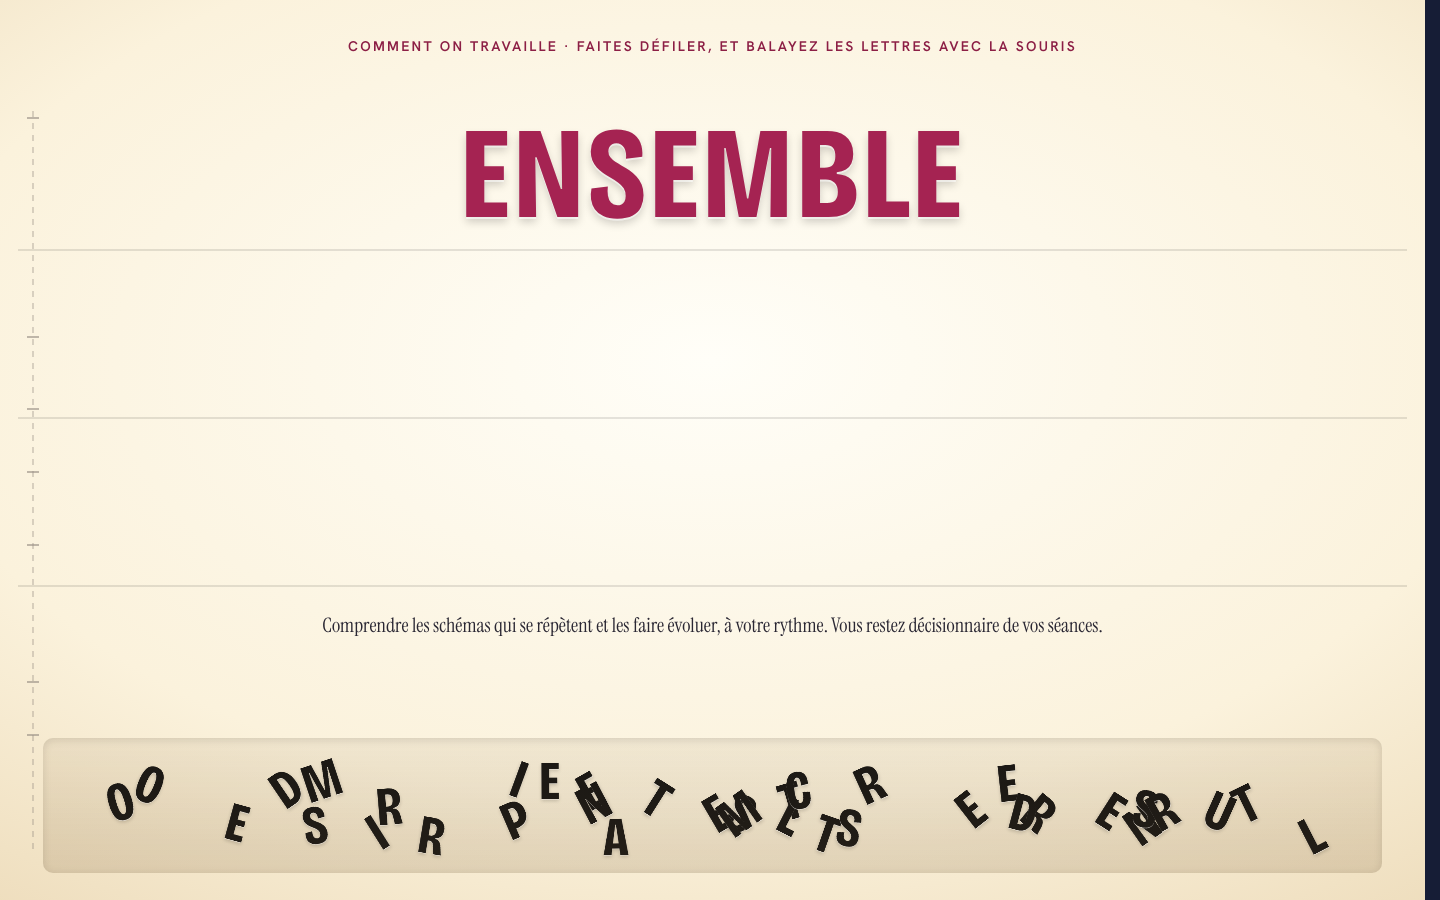 COMMENT ON TRAVAILLE · FAITES DÉFILER, ET BALAYEZ LES LETTRES AVEC LA SOURIS
ENSEMBLE
Comprendre les schémas qui se répètent et les faire évoluer, à votre rythme. Vous restez décisionnaire de vos séances.